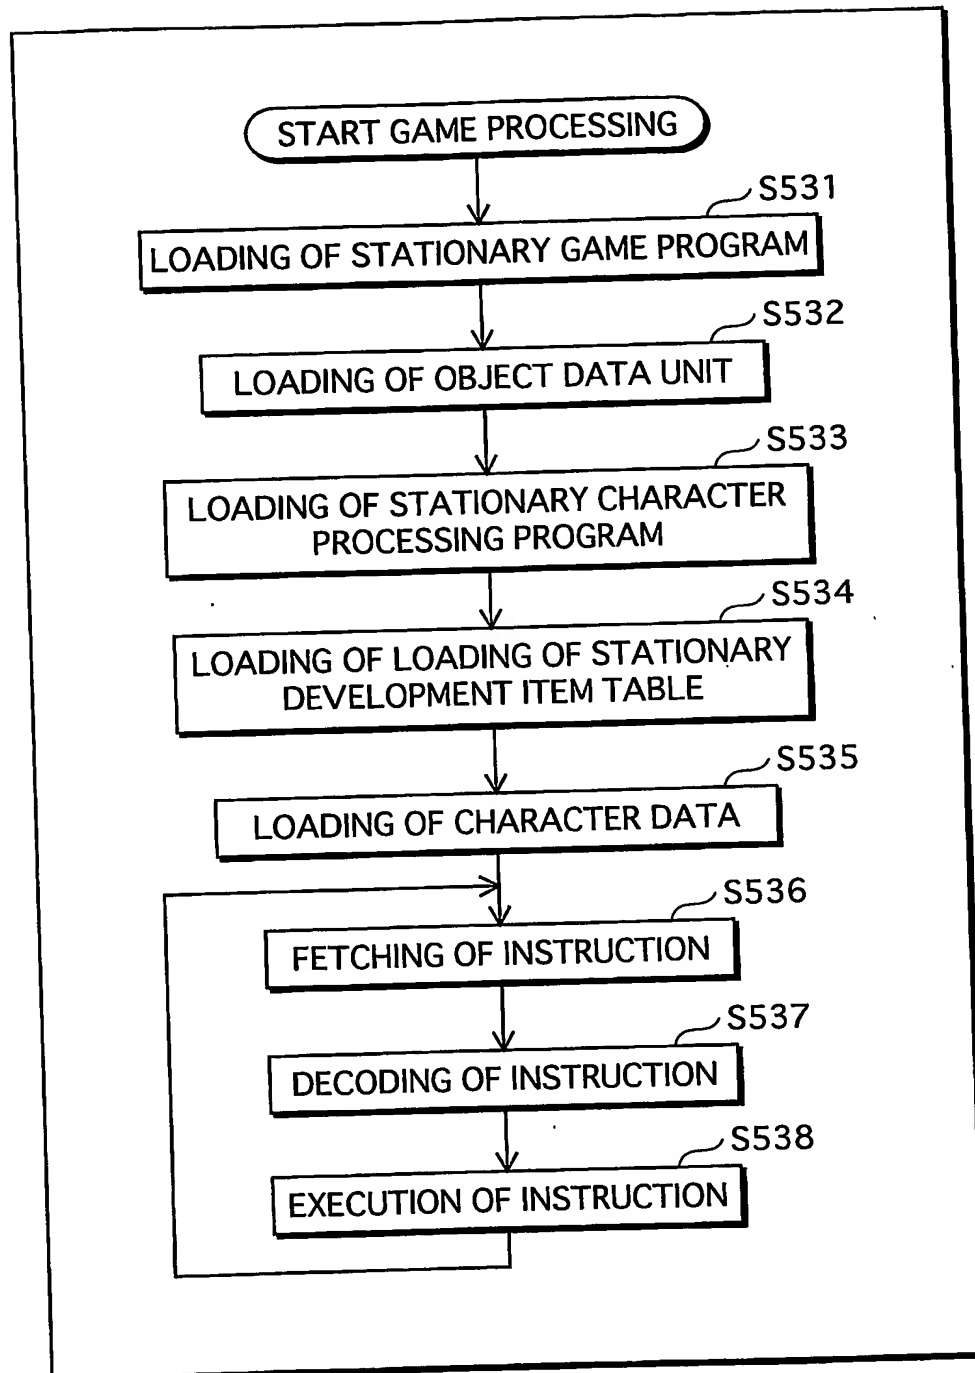 START GAME PROCESSING
S531
LOADING OF STATIONARY GAME PROGRAM
S532
LOADING OF OBJECT DATA UNIT
S533
LOADING OF STATIONARY CHARACTER
PROCESSING PROGRAM
S534
LOADING OF LOADING OF STATIONARY
DEVELOPMENT ITEM TABLE
S535
LOADING OF CHARACTER DATA
S536
FETCHING OF INSTRUCTION
S537
DECODING OF INSTRUCTION
S538
EXECUTION OF INSTRUCTION